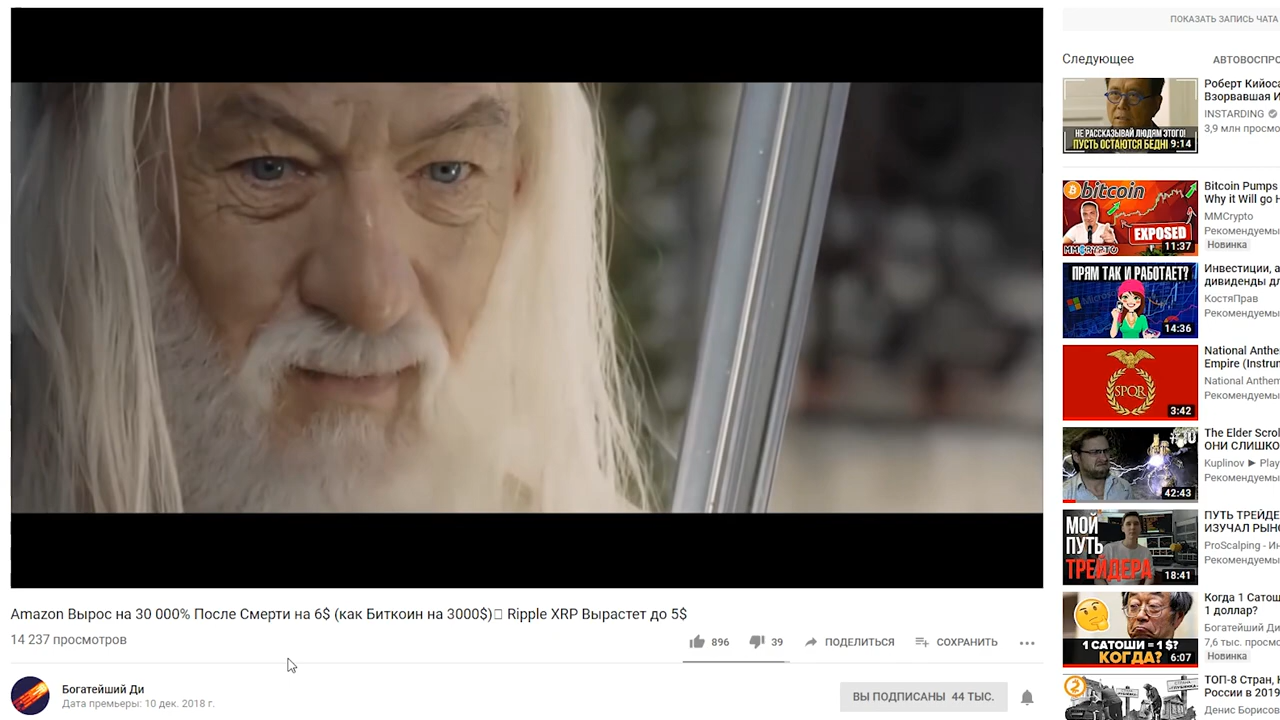 ПОКАЗАТЬ ЗАПИСЬ ЧАТА
Следующее
АВТОВОСПРО
НЕ РАССКАЗЫВАЙ ЛЮДЯМ ЭТОГО!
ПУСТЬ ОСТАЮТСЯ БЕДНІ 9:14
Роберт Кийоса
Взорвавшая И
INSTARDING
3,9 млн просмо
bitcoin
EXPOSED
MMCRYPTO
11:37
Bitcoin Pumps
Why it Will go H
MMCrypto
Рекомендуемы
Новинка
ПРЯМ ТАК И РАБОТАЕТ?
14:36
Инвестиции, а
дивиденды дл
КостяПрав
Рекомендуемы
SPQR
3:42
National Anthe
Empire (Instrum
National Anthem
Рекомендуемы
42:43
The Elder Scrol
ОНИ СЛИШКО
Kuplinov ► Play
Рекомендуемы
МОЙ
ПУТЬ
ТРЕЙДЕРА
18:41
ПУТЬ ТРЕЙДЕ
ИЗУЧАЛ РЫНО
ProScalping - Ин
Рекомендуемы
1 САТОШИ = 1 $?
КОГДА?
6:07
Когда 1 Сатош
1 доллар?
Богатейший Ди
7,6 тыс. просмо
Новинка
ТОП-8 Стран, К
России в 2019
Денис Борисов
Amazon Вырос на 30 000% После Смерти на 6$ (как Биткоин на 3000$) Ripple XRP Вырастет до 5$
14 237 просмотров
896 39 ПОДЕЛИТЬСЯ СОХРАНИТЬ
Богатейший Ди
Дата премьеры: 10 дек. 2018 г.
ВЫ ПОДПИСАНЫ 44 ТЫС.